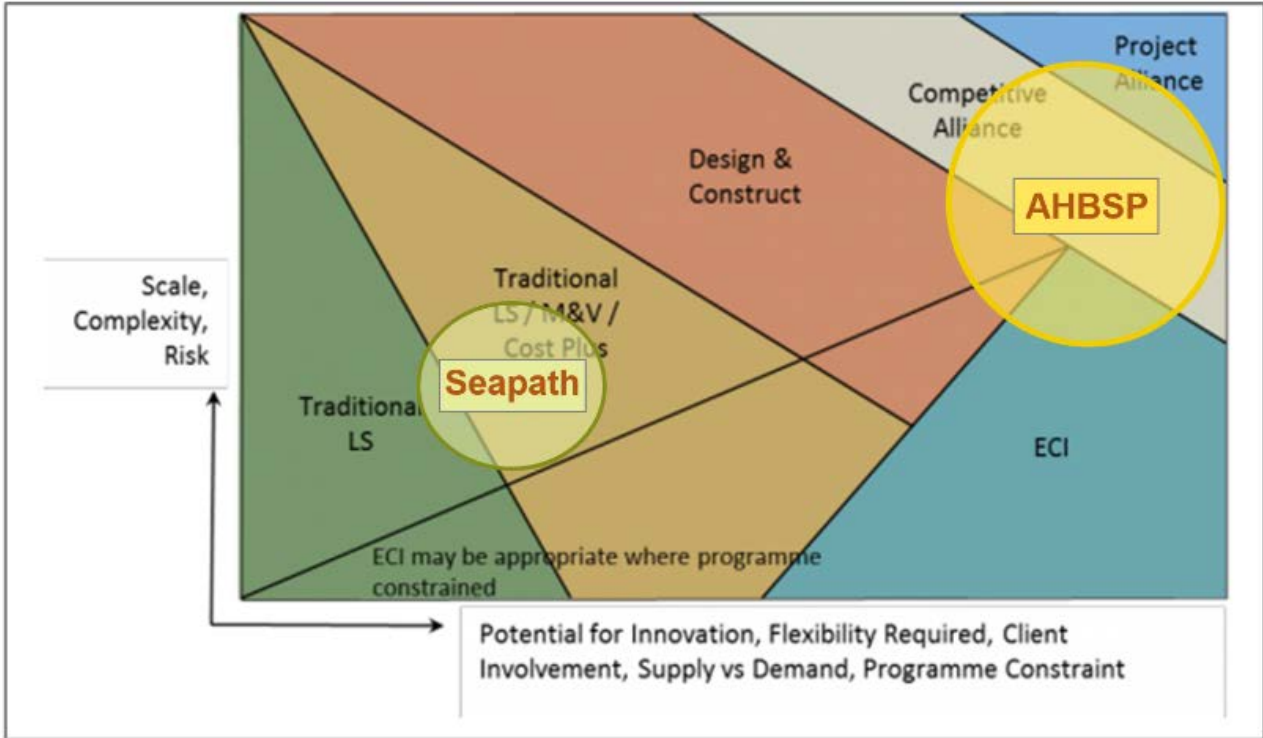 Project
Alliance
Competitive
Alliance
Design &
Construct
AHBSP
Scale,
Complexity,
Risk
Traditional
LS / M&V /
Cost Plus
Seapath
Traditional
LS
ECI
ECI may be appropriate where programme
constrained
Potential for Innovation, Flexibility Required, Client
Involvement, Supply vs Demand, Programme Constraint